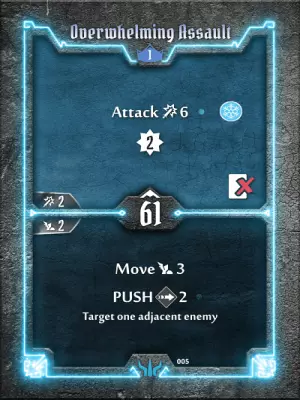 Overwhelming Assault
1
Attack 6
2
2
61
2
Move 3
PUSH 2
Target one adjacent enemy
005